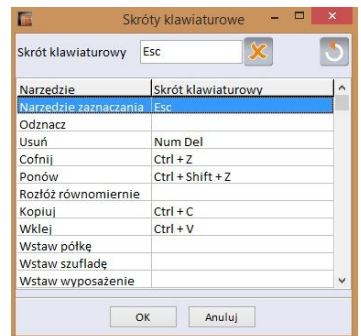 Skróty klawiaturowe
Skrót klawiaturowy Esc
Narzędzie Skrót klawiaturowy
Narzędzie zaznaczania Esc
Odznacz
Usuń Num Del
Cofnij Ctrl + Z
Ponów Ctrl + Shift + Z
Rozłóż równomiernie
Kopiuj Ctrl + C
Wklej Ctrl + V
Wstaw półkę
Wstaw szufladę
Wstaw wyposażenie
OK Anuluj